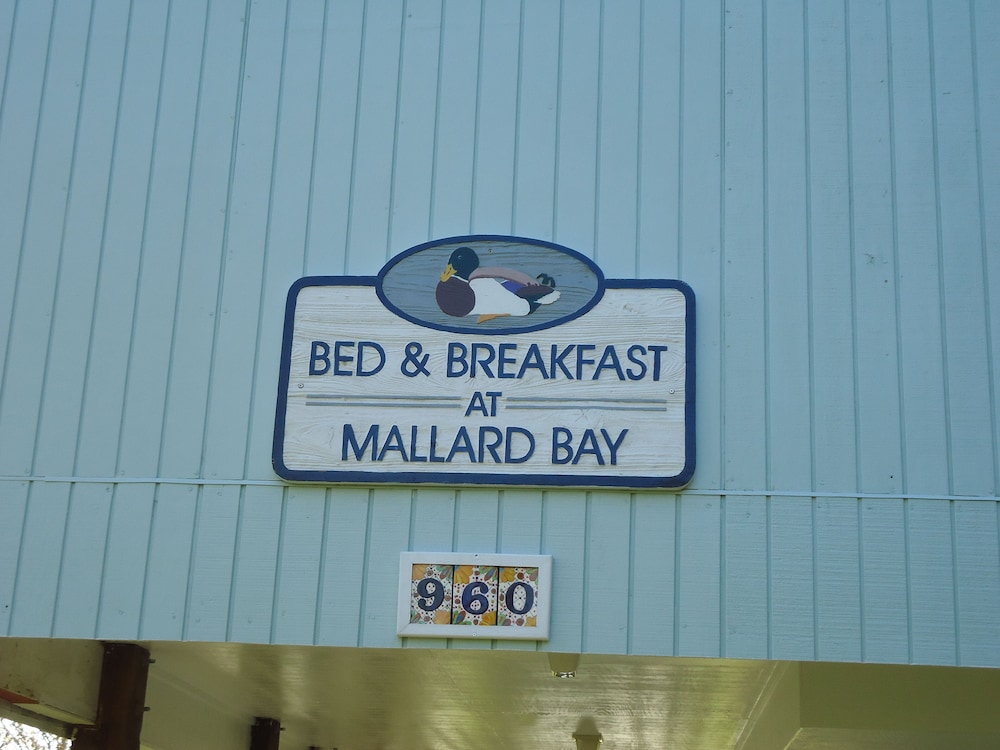 BED & BREAKFAST
AT
MALLARD BAY
960